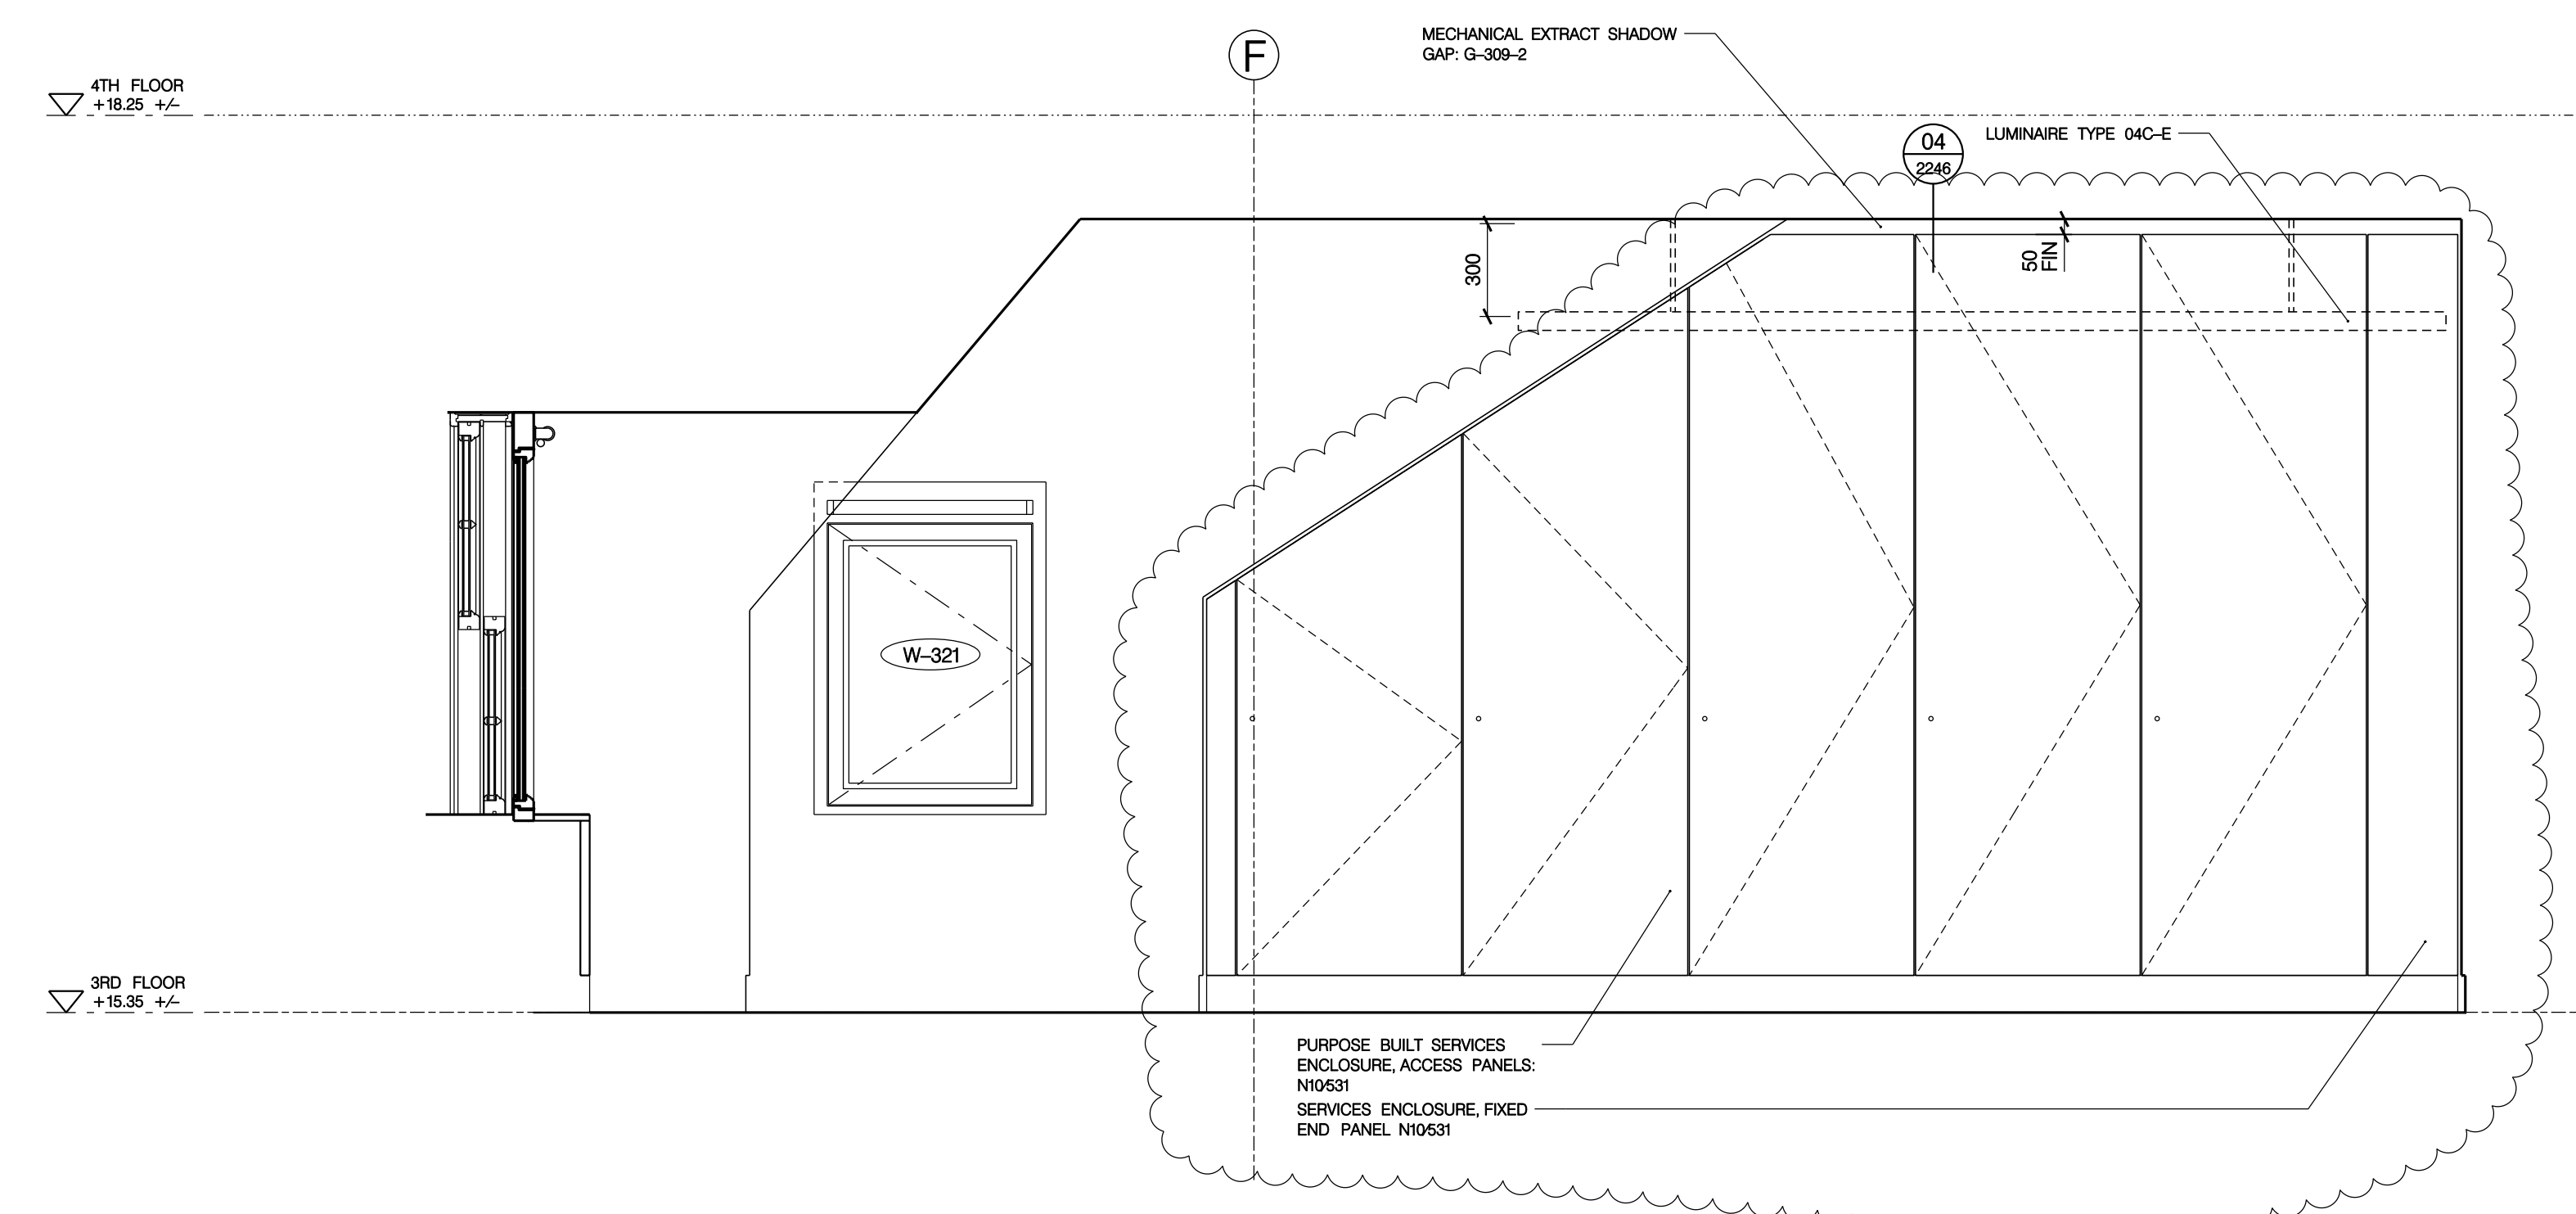 MECHANICAL EXTRACT SHADOW
GAP: G-309-2
F
4TH FLOOR
+18.25 +/-
04
2246
LUMINAIRE TYPE 04C-E
300
50
FIN
W-321
3RD FLOOR
+15.35 +/-
PURPOSE BUILT SERVICES
ENCLOSURE, ACCESS PANELS:
N10/531
SERVICES ENCLOSURE, FIXED
END PANEL N10/531